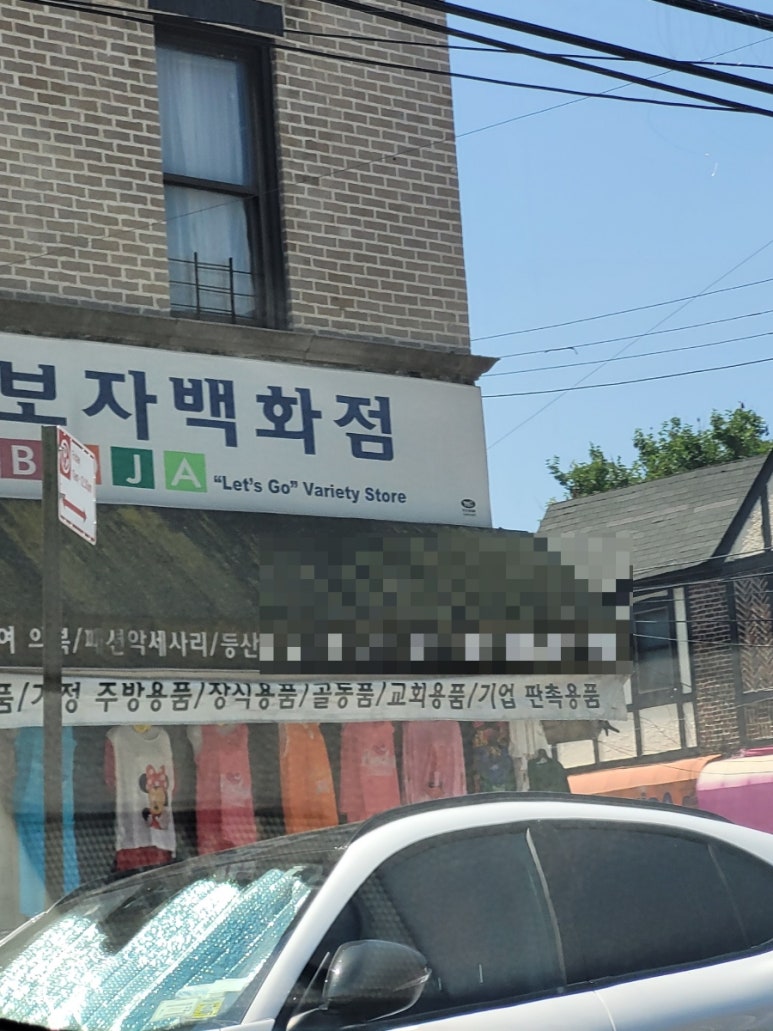 보자백화점
B JA
“Let's Go” Variety Store
여 의복/패션악세사리/등산
품/가정 주방용품/장식용품/골동품/교회용품/기업 판촉용품